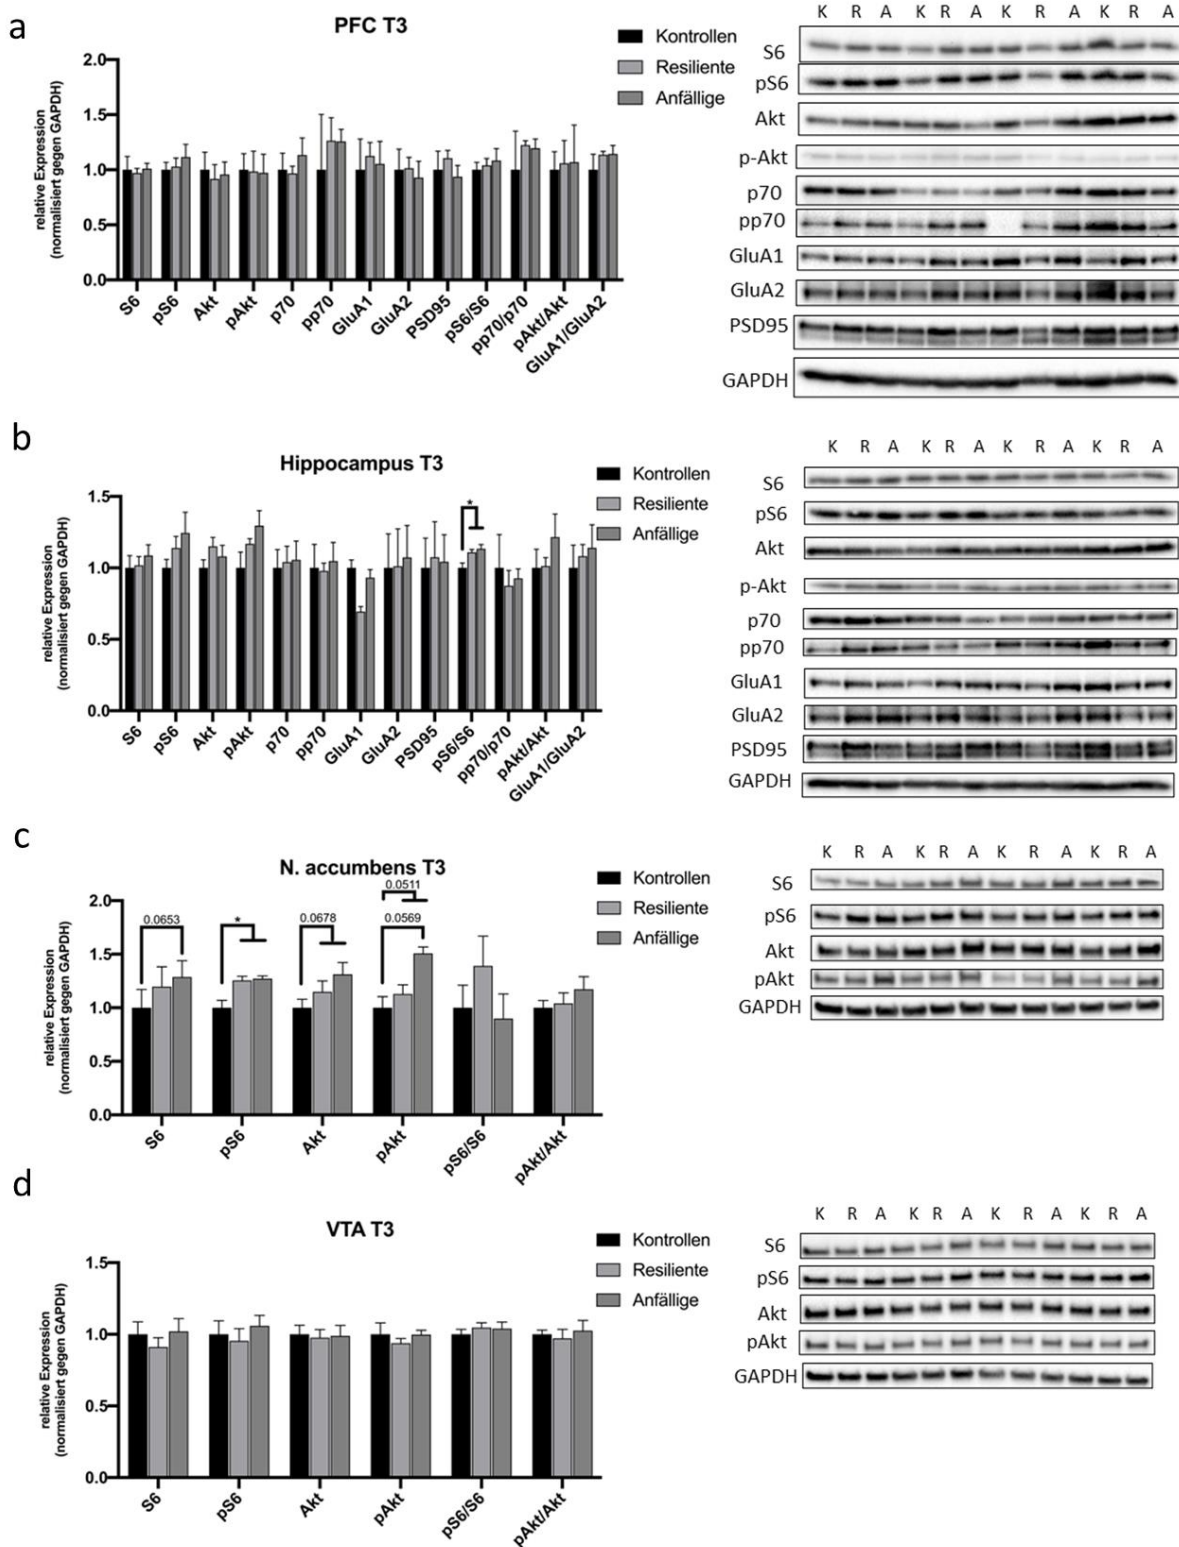 a
PFC T3
relative Expression
(normalisiert gegen GAPDH)
2.0
1.5
1.0
0.5
0.0
S6 pS6 Akt pAkt p70 pp70 GluA1 GluA2 PSD95 pS6/S6 pp70/p70 pAkt/Akt GluA1/GluA2
Kontrollen
Resiliente
Anfällige
K R A K R A K R A K R A
S6
pS6
Akt
p-Akt
p70
pp70
GluA1
GluA2
PSD95
GAPDH
b
Hippocampus T3
relative Expression
(normalisiert gegen GAPDH)
1.5
1.0
0.5
0.0
*
S6 pS6 Akt pAkt p70 pp70 GluA1 GluA2 PSD95 pS6/S6 pp70/p70 pAkt/Akt GluA1/GluA2
Kontrollen
Resiliente
Anfällige
K R A K R A K R A K R A
S6
pS6
Akt
p-Akt
p70
pp70
GluA1
GluA2
PSD95
GAPDH
c
N. accumbens T3
relative Expression
(normalisiert gegen GAPDH)
2.0
1.5
1.0
0.5
0.0
0.0511
0.0653 * 0.0678 0.0569
S6 pS6 Akt pAkt pS6/S6 pAkt/Akt
Kontrollen
Resiliente
Anfällige
K R A K R A K R A K R A
S6
pS6
Akt
pAkt
GAPDH
d
VTA T3
relative Expression
(normalisiert gegen GAPDH)
1.5
1.0
0.5
0.0
S6 pS6 Akt pAkt pS6/S6 pAkt/Akt
Kontrollen
Resiliente
Anfällige
K R A K R A K R A K R A
S6
pS6
Akt
pAkt
GAPDH